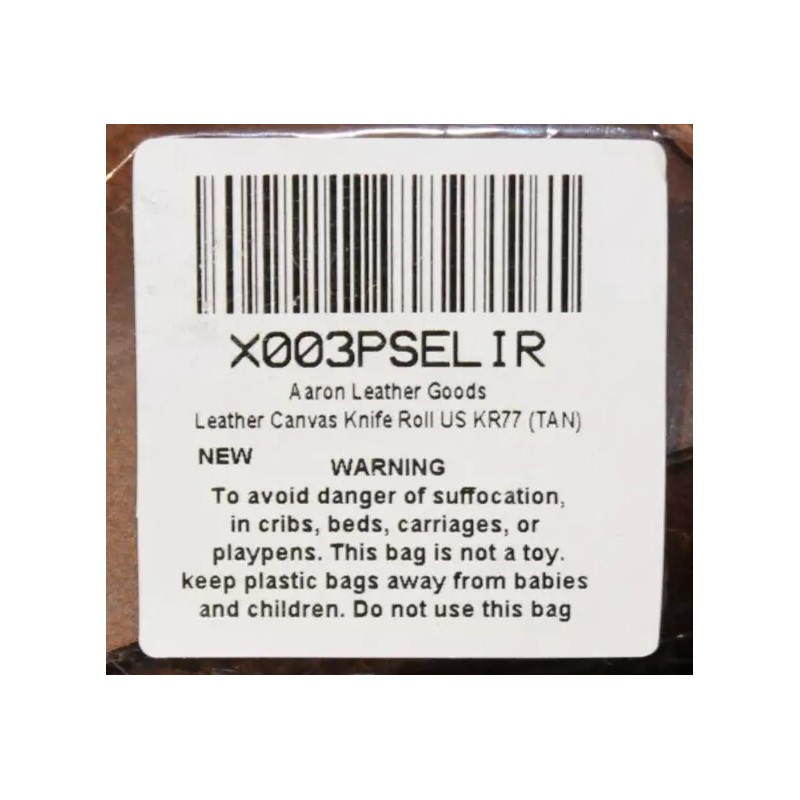 X003PSELIR
Aaron Leather Goods
Leather Canvas Knife Roll US KR77 (TAN)
NEW
WARNING
To avoid danger of suffocation,
in cribs, beds, carriages, or
playpens. This bag is not a toy.
keep plastic bags away from babies
and children. Do not use this bag